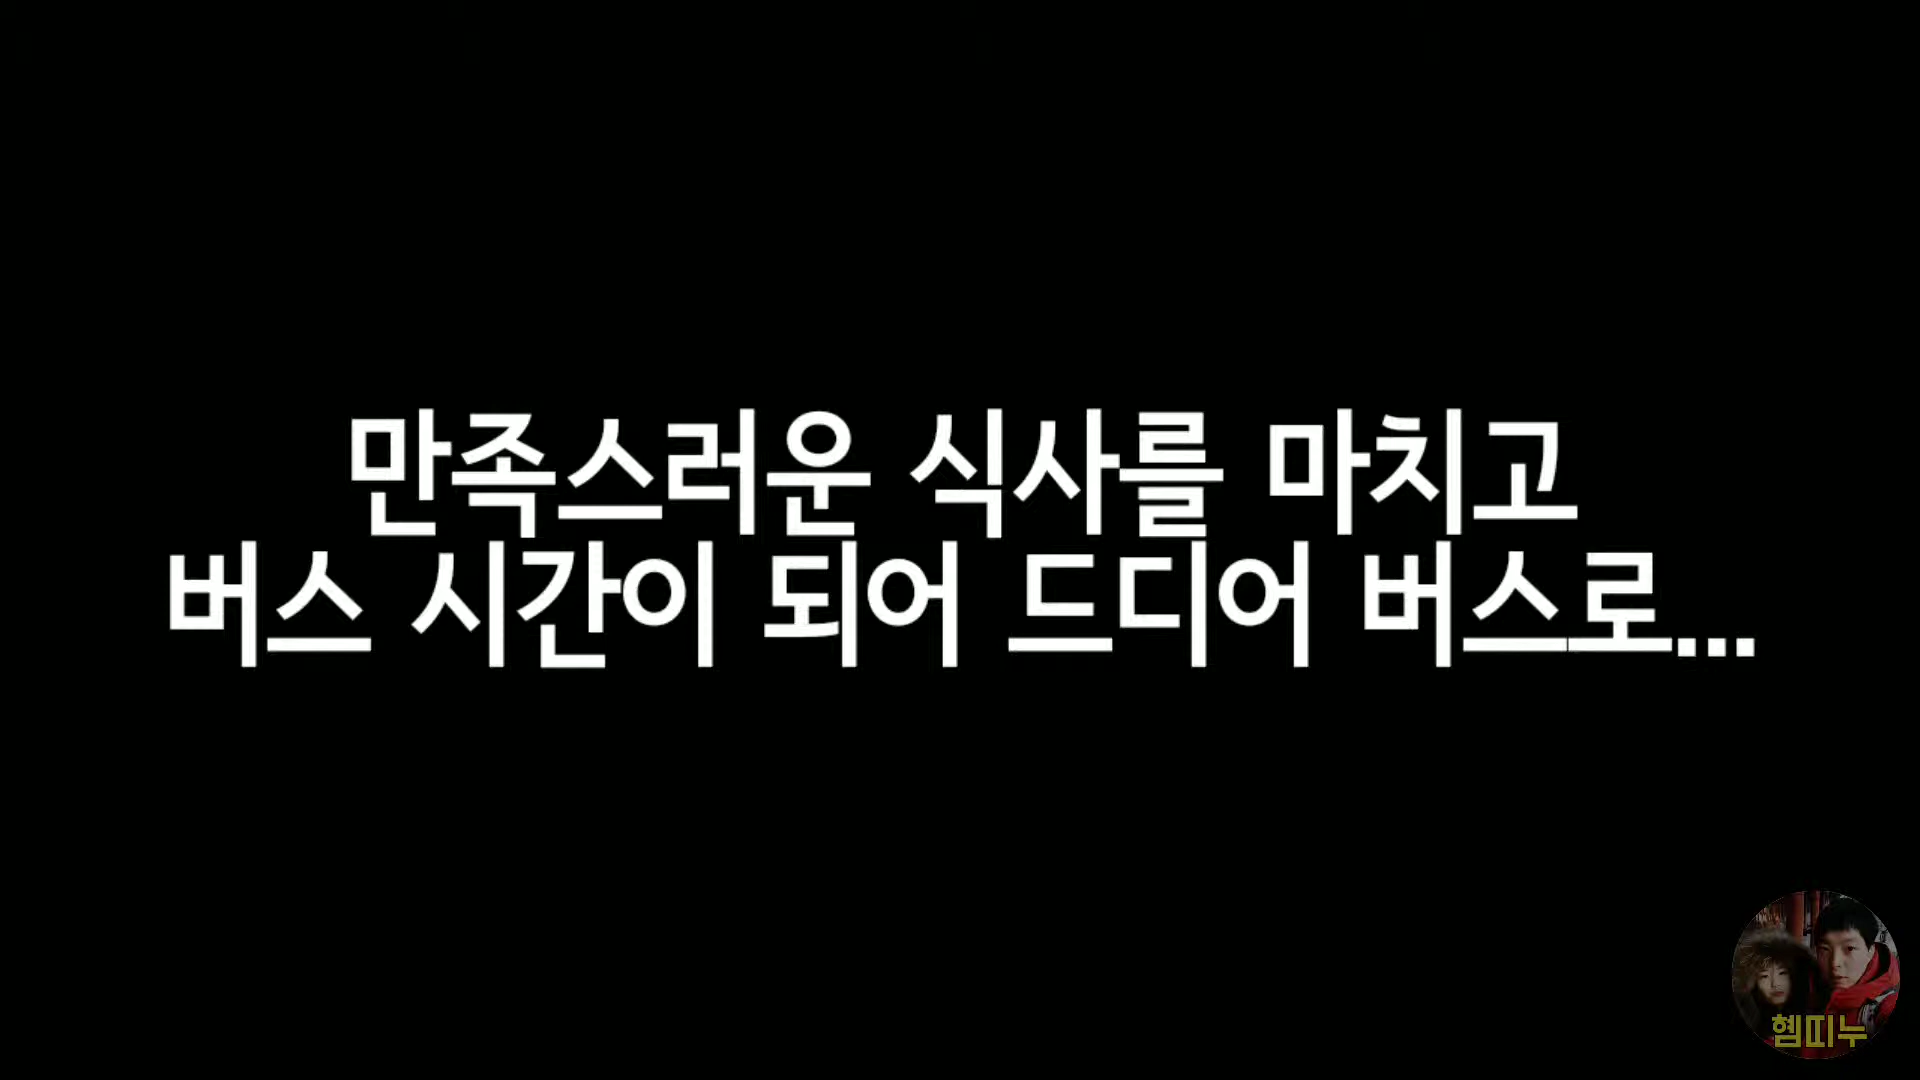 만족스러운 식사를 마치고
버스 시간이 되어 드디어 버스로...
혬띠누